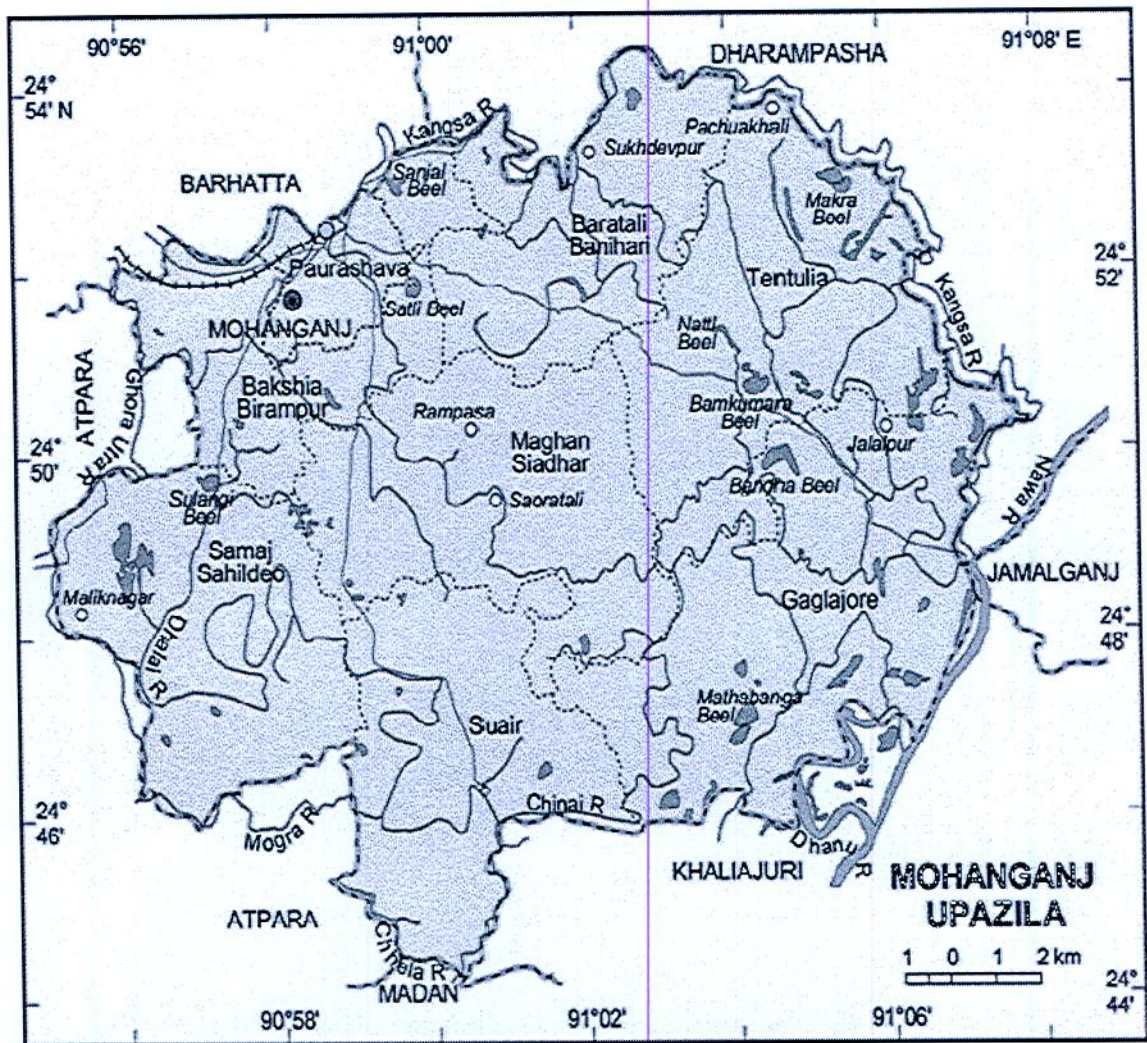 90°56'
91°00'
91°08' E
DHARAMPASHA
24°
54' N
Kangsa R
Pachuakhali
Sukhdevpur
Sanjal
Beel
BARHATTA
Makra
Beel
Baratali
Banihari
24°
52'
Paurashava
Tentulia
Satli Beel
Kangsa R
MOHANGANJ
Natti
Beel
ATPARA
Ghora Utra R
Bakshia
Birampur
Rampasa
Bamkumara
Beel
Maghan
Siadhar
Jalalpur
24°
50'
Bangna Beel
Nawa R
Sulangi
Beel
Saoratali
Samaj
Sahildeo
JAMALGANJ
Gaglajore
Maliknagar
24°
48'
Dhalai R
Mathabanga
Beel
Suair
24°
46'
Chinai R
Mogra R
Dhanu R
KHALIAJURI
MOHANGANJ
UPAZILA
ATPARA
Chhela R
MADAN
1 0 1 2 km
24°
44'
90°58'
91°02'
91°06'